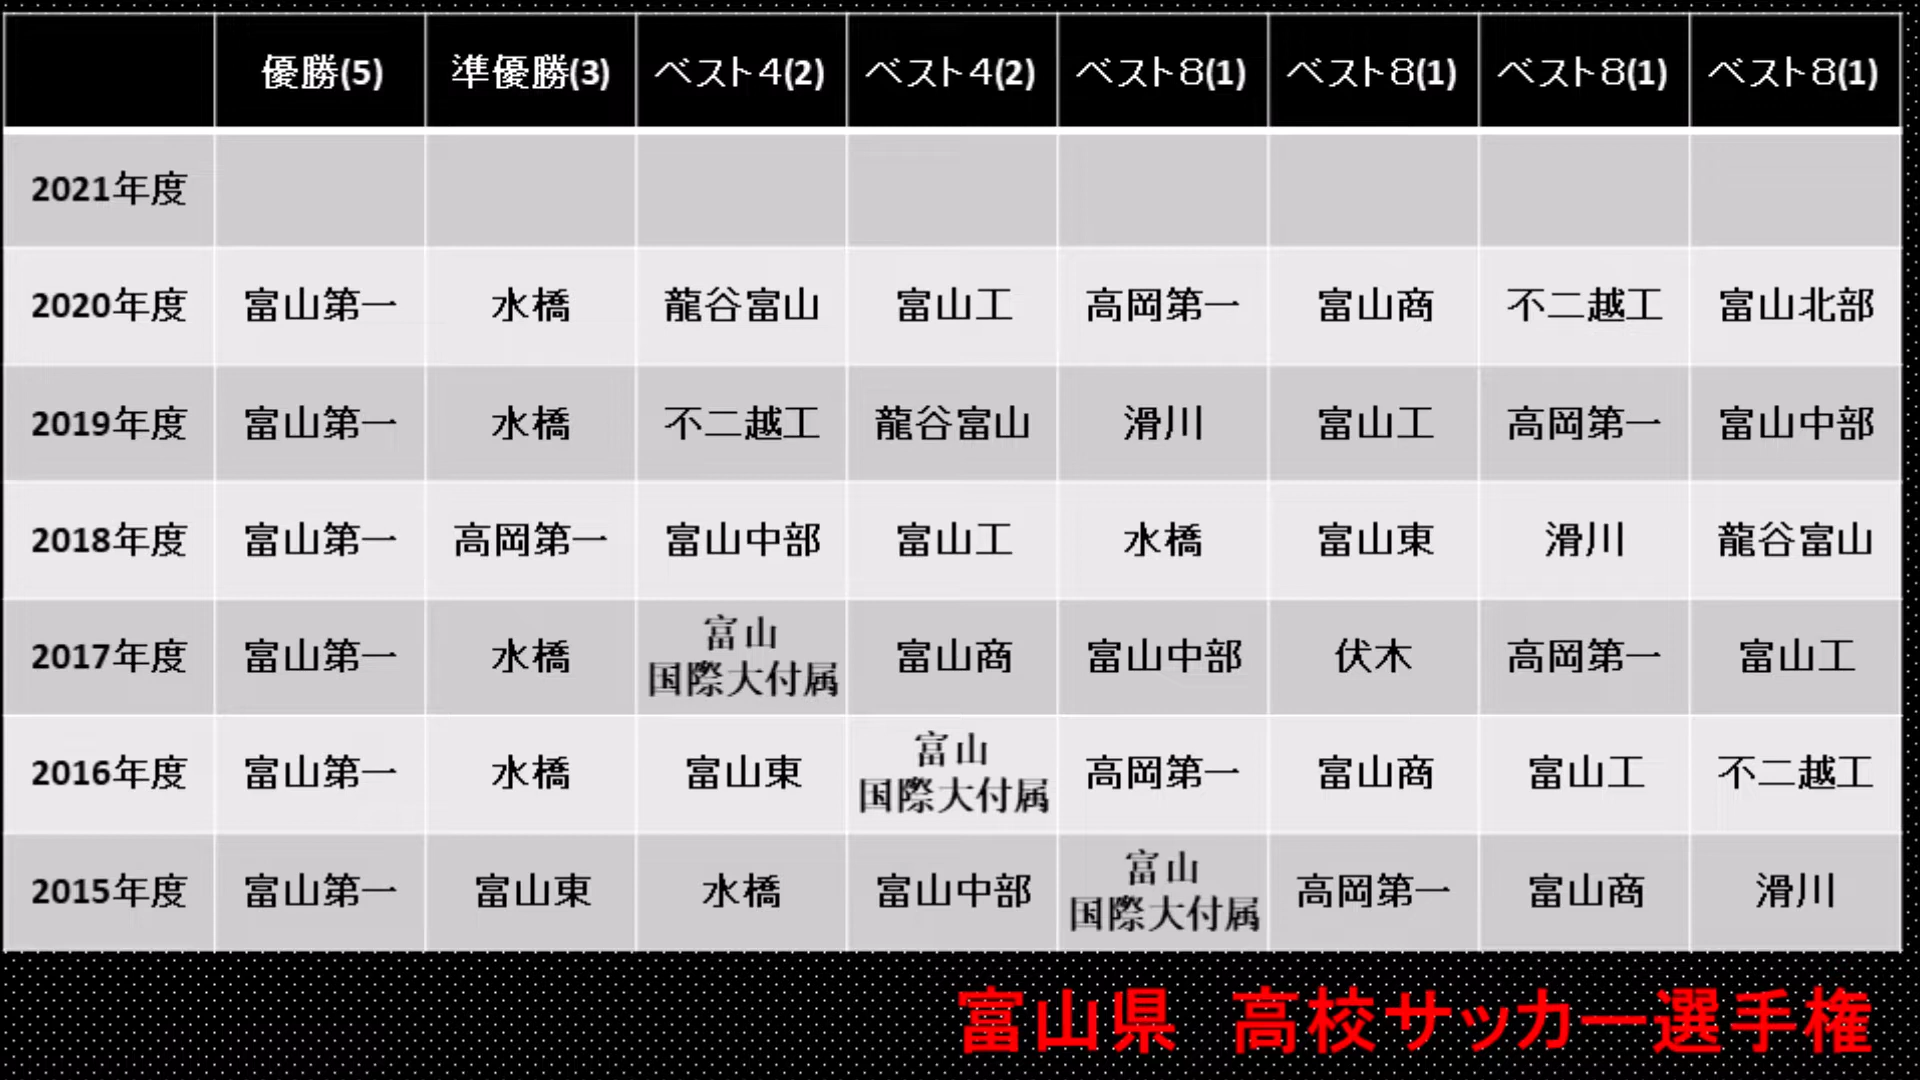 優勝(5) 準優勝(3) ベスト4(2) ベスト4(2) ベスト8(1) ベスト8(1) ベスト8(1) ベスト8(1)
2021年度
2020年度 富山第一 水橋 龍谷富山 富山工 高岡第一 富山商 不二越工 富山北部
2019年度 富山第一 水橋 不二越工 龍谷富山 滑川 富山工 高岡第一 富山中部
2018年度 富山第一 高岡第一 富山中部 富山工 水橋 富山東 滑川 龍谷富山
2017年度 富山第一 水橋 富山
国際大付属 富山商 富山中部 伏木 高岡第一 富山工
2016年度 富山第一 水橋 富山東 富山
国際大付属 高岡第一 富山商 富山工 不二越工
2015年度 富山第一 富山東 水橋 富山中部 富山
国際大付属 高岡第一 富山商 滑川
富山県 高校サッカー選手権